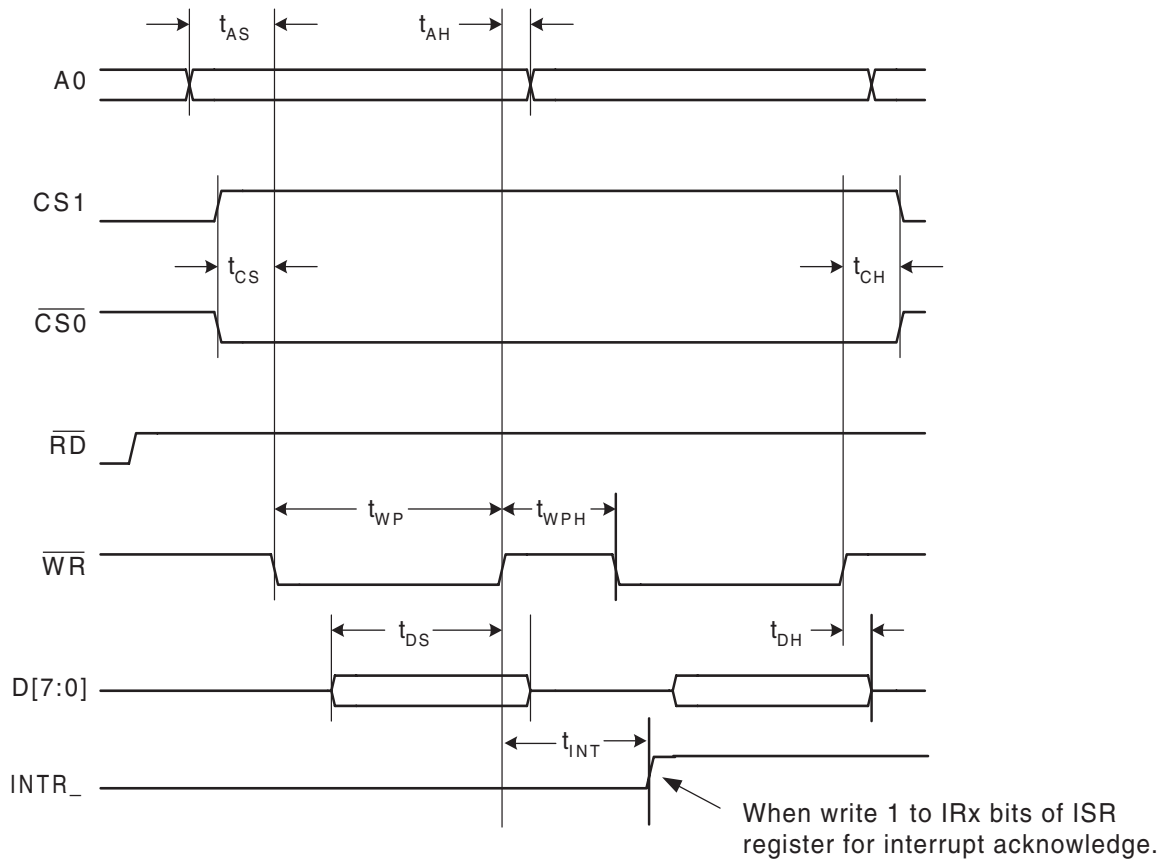 tAS
tAH
A0
CS1
tCS
tCH
CS0
RD
tWP
tWPH
WR
tDS
tDH
D[7:0]
tINT
INTR_
When write 1 to IRx bits of ISR
register for interrupt acknowledge.